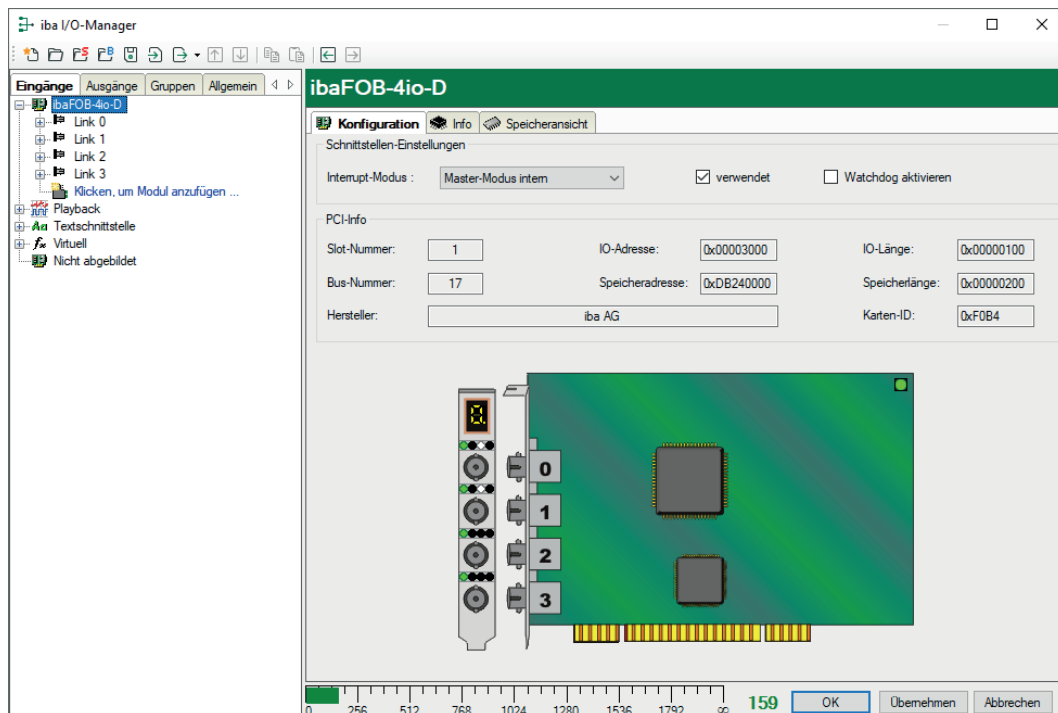 iba I/O-Manager
Eingänge Ausgänge Gruppen Allgemein
ibaFOB-4io-D
Link 0
Link 1
Link 2
Link 3
Klicken, um Modul anzufügen ...
Playback
Textschnittstelle
Virtuell
Nicht abgebildet
ibaFOB-4io-D
Konfiguration Info Speicheransicht
Schnittstellen-Einstellungen
Interrupt-Modus : Master-Modus intern verwendet Watchdog aktivieren
PCI-Info
Slot-Nummer: 1 IO-Adresse: 0x00003000 IO-Länge: 0x00000100
Bus-Nummer: 17 Speicheradresse: 0xDB240000 Speicherlänge: 0x00000200
Hersteller: iba AG Karten-ID: 0xF0B4
0
1
2
3
0 256 512 768 1024 1280 1536 1792 159 OK Übernehmen Abbrechen